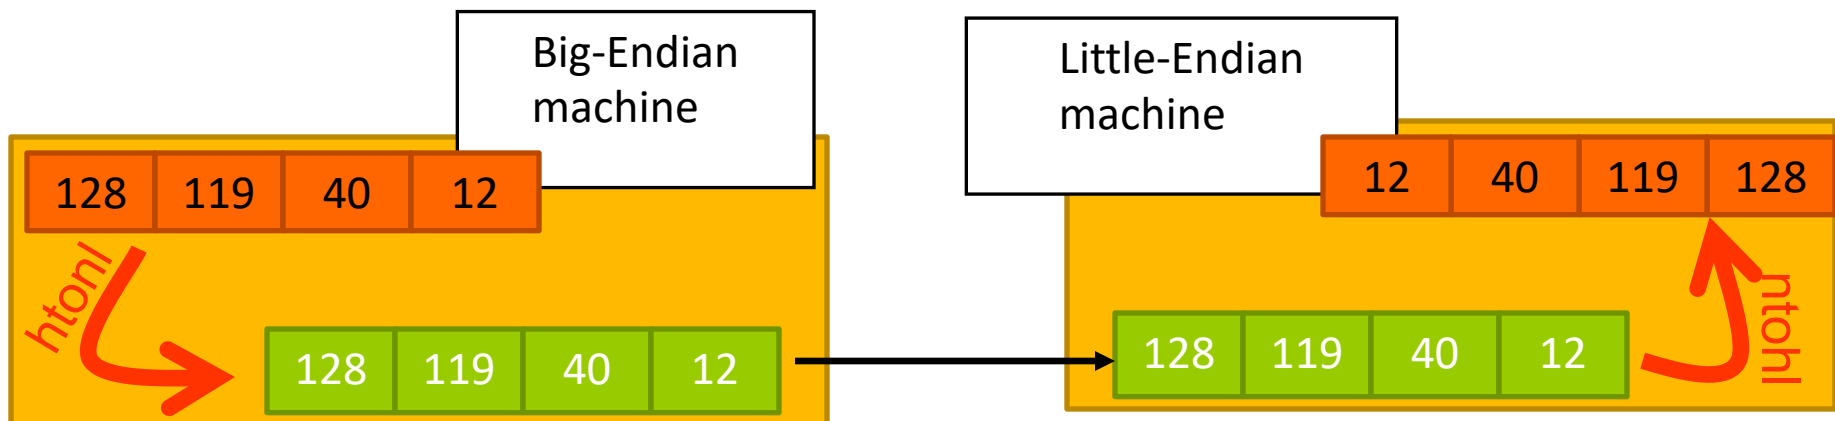 Big-Endian
machine
128 119 40 12
htonl
128 119 40 12
Little-Endian
machine
12 40 119 128
128 119 40 12
ntohl